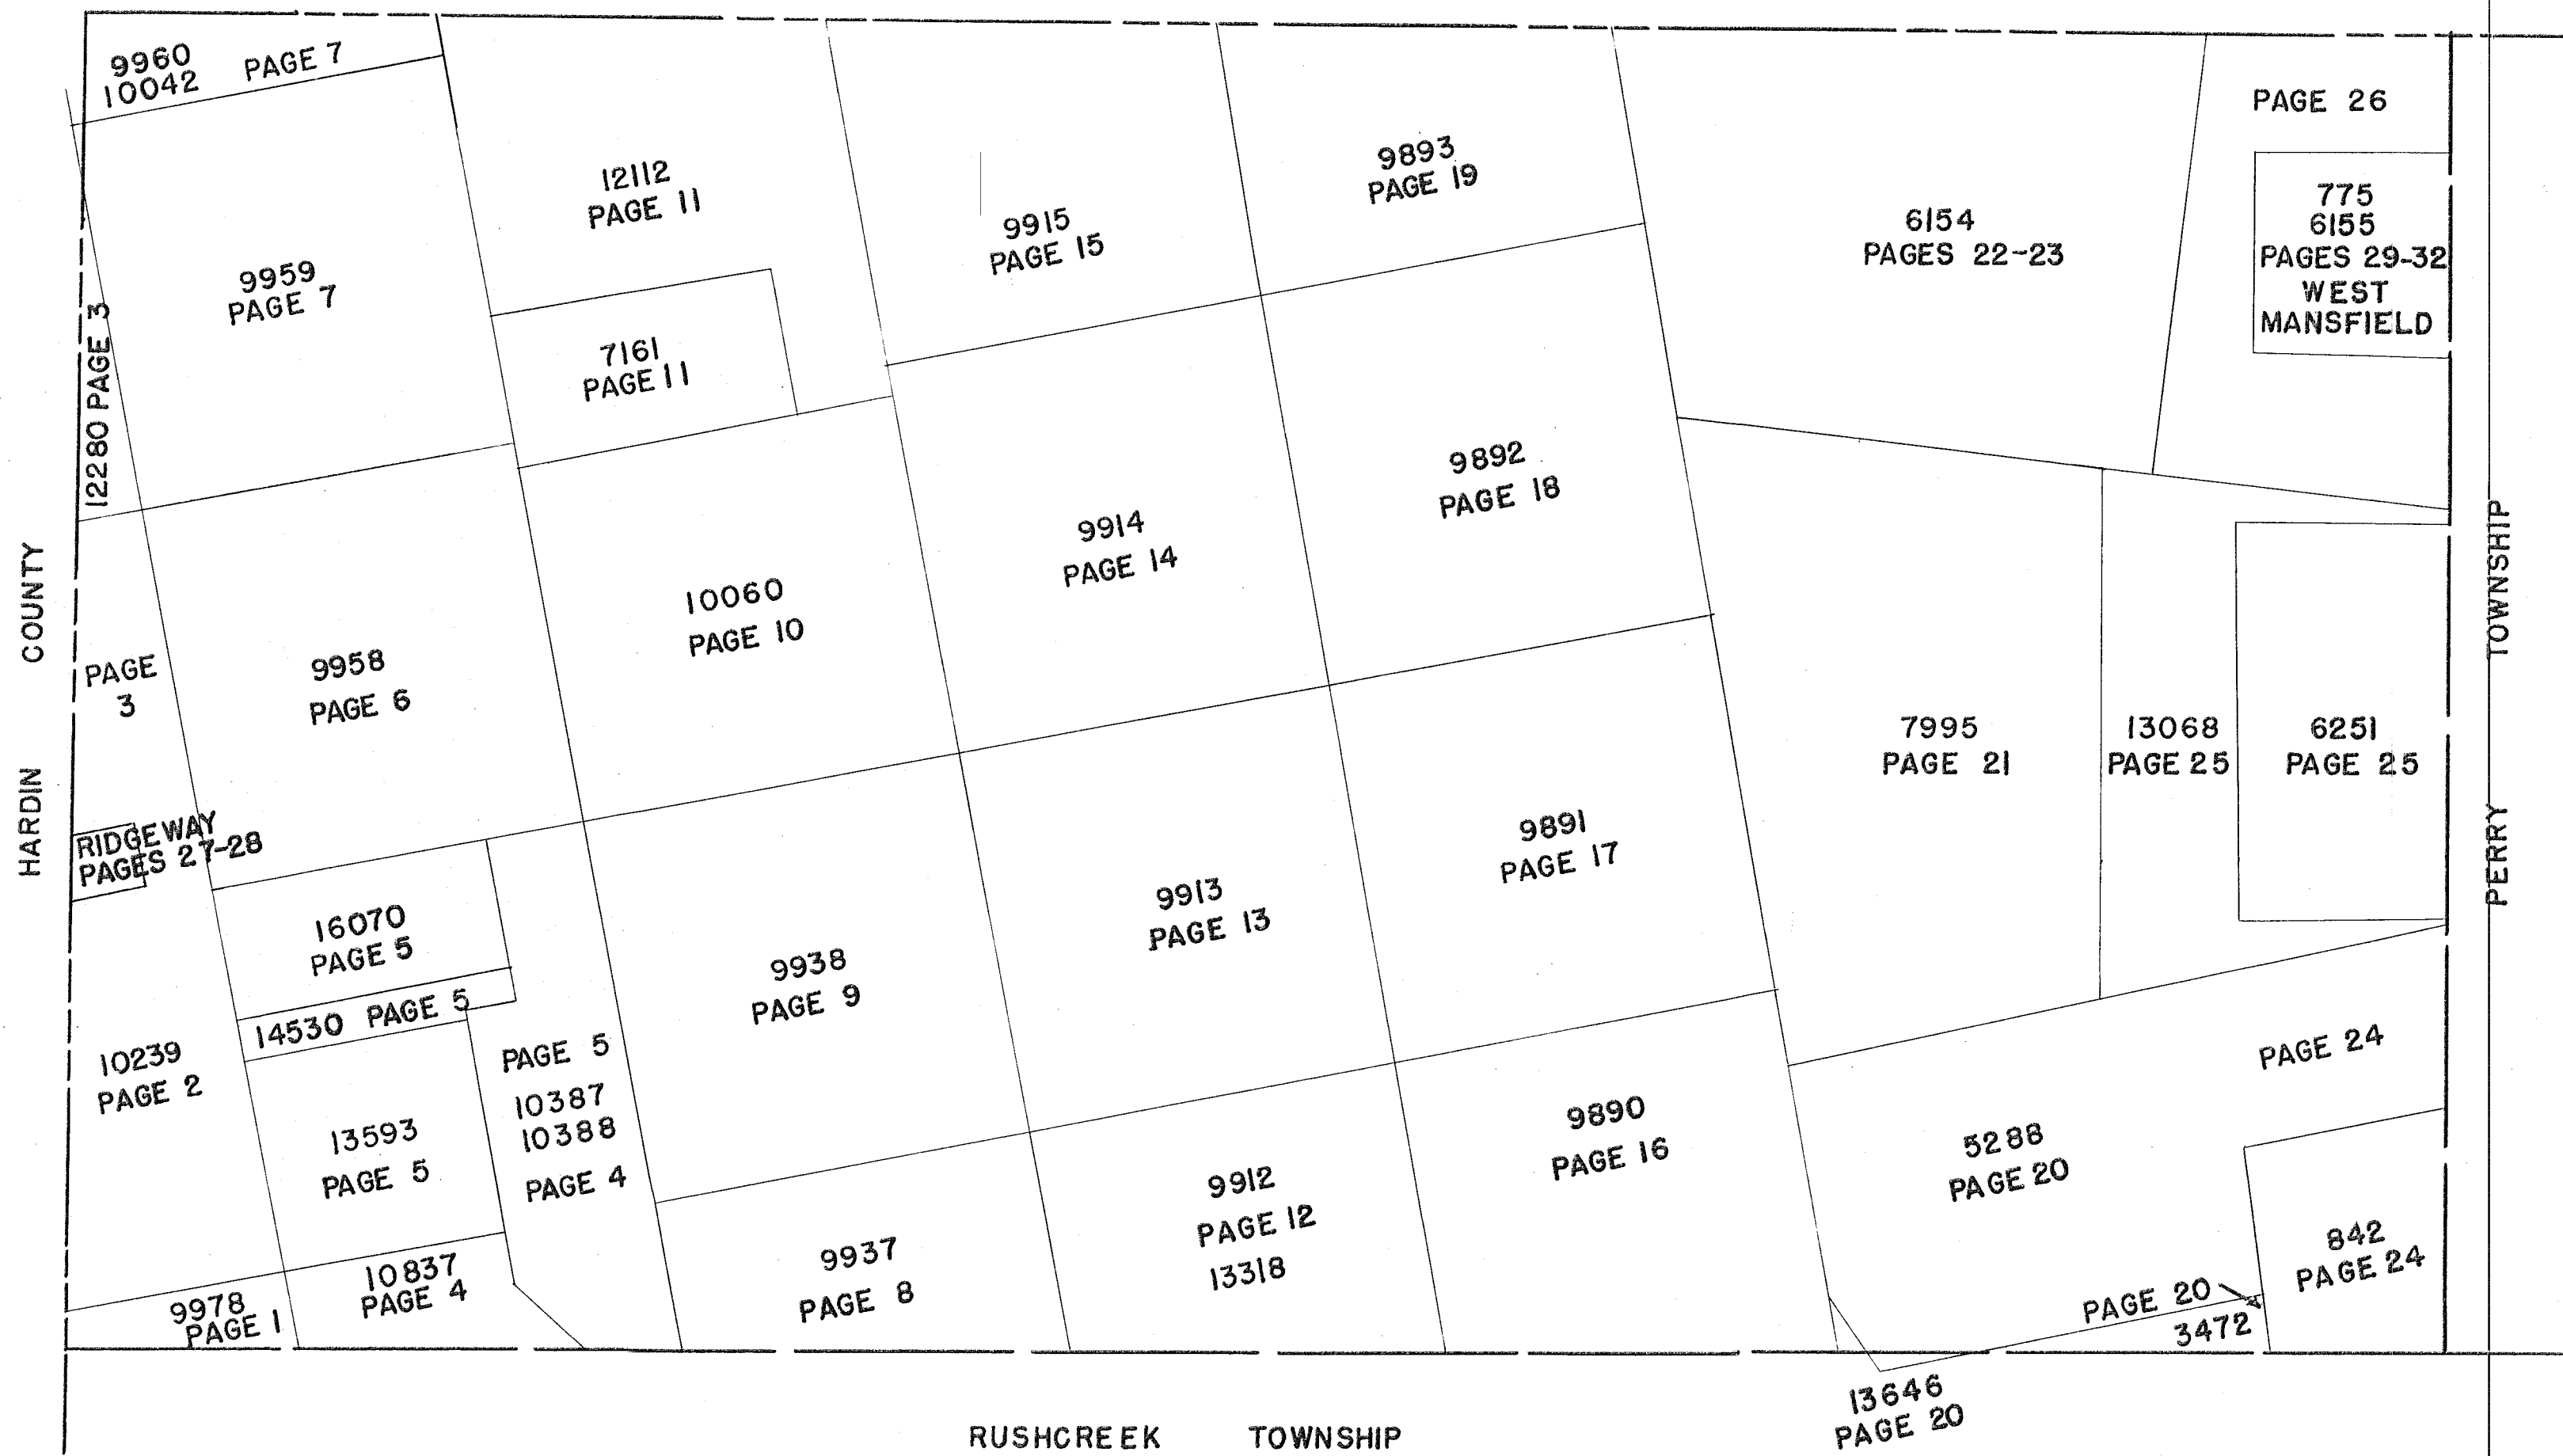 9960
10042 PAGE 7
9959
PAGE 7
12280 PAGE 3
12112
PAGE 11
7161
PAGE 11
9915
PAGE 15
9893
PAGE 19
6154
PAGES 22-23
PAGE 26
775
6155
PAGES 29-32
WEST
MANSFIELD
HARDIN COUNTY
PAGE
3
9958
PAGE 6
10060
PAGE 10
9914
PAGE 14
9892
PAGE 18
7995
PAGE 21
13068
PAGE 25
6251
PAGE 25
PERRY TOWNSHIP
RIDGEWAY
PAGES 27-28
16070
PAGE 5
14530 PAGE 5
10239
PAGE 2
13593
PAGE 5
PAGE 5
10387
10388
PAGE 4
9938
PAGE 9
9913
PAGE 13
9891
PAGE 17
9978
PAGE 1
10837
PAGE 4
9937
PAGE 8
9912
PAGE 12
13318
9890
PAGE 16
PAGE 24
5288
PAGE 20
842
PAGE 24
PAGE 20
3472
13646
PAGE 20
RUSHCREEK TOWNSHIP